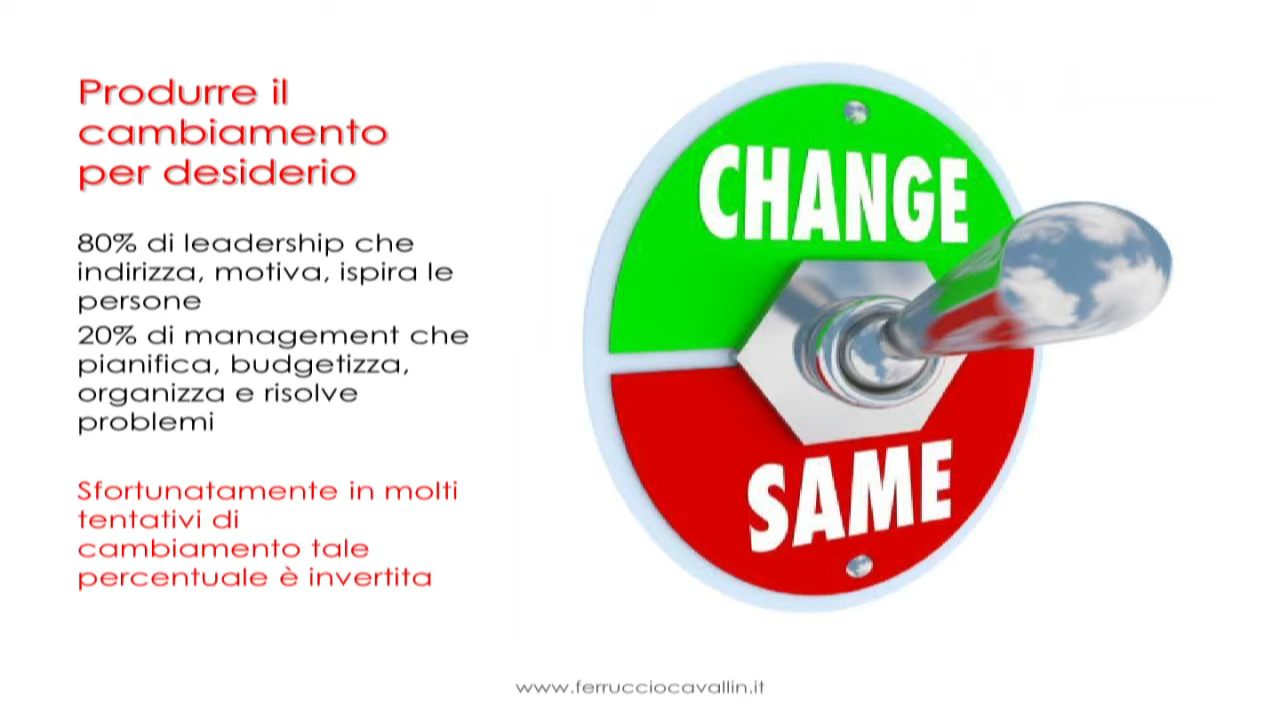 Produrre il
cambiamento
per desiderio
80% di leadership che
indirizza, motiva, ispira le
persone
20% di management che
pianifica, budgetizza,
organizza e risolve
problemi
Sfortunatamente in molti
tentativi di
cambiamento tale
percentuale è invertita
CHANGE
SAME
www.ferrucciocavallin.it